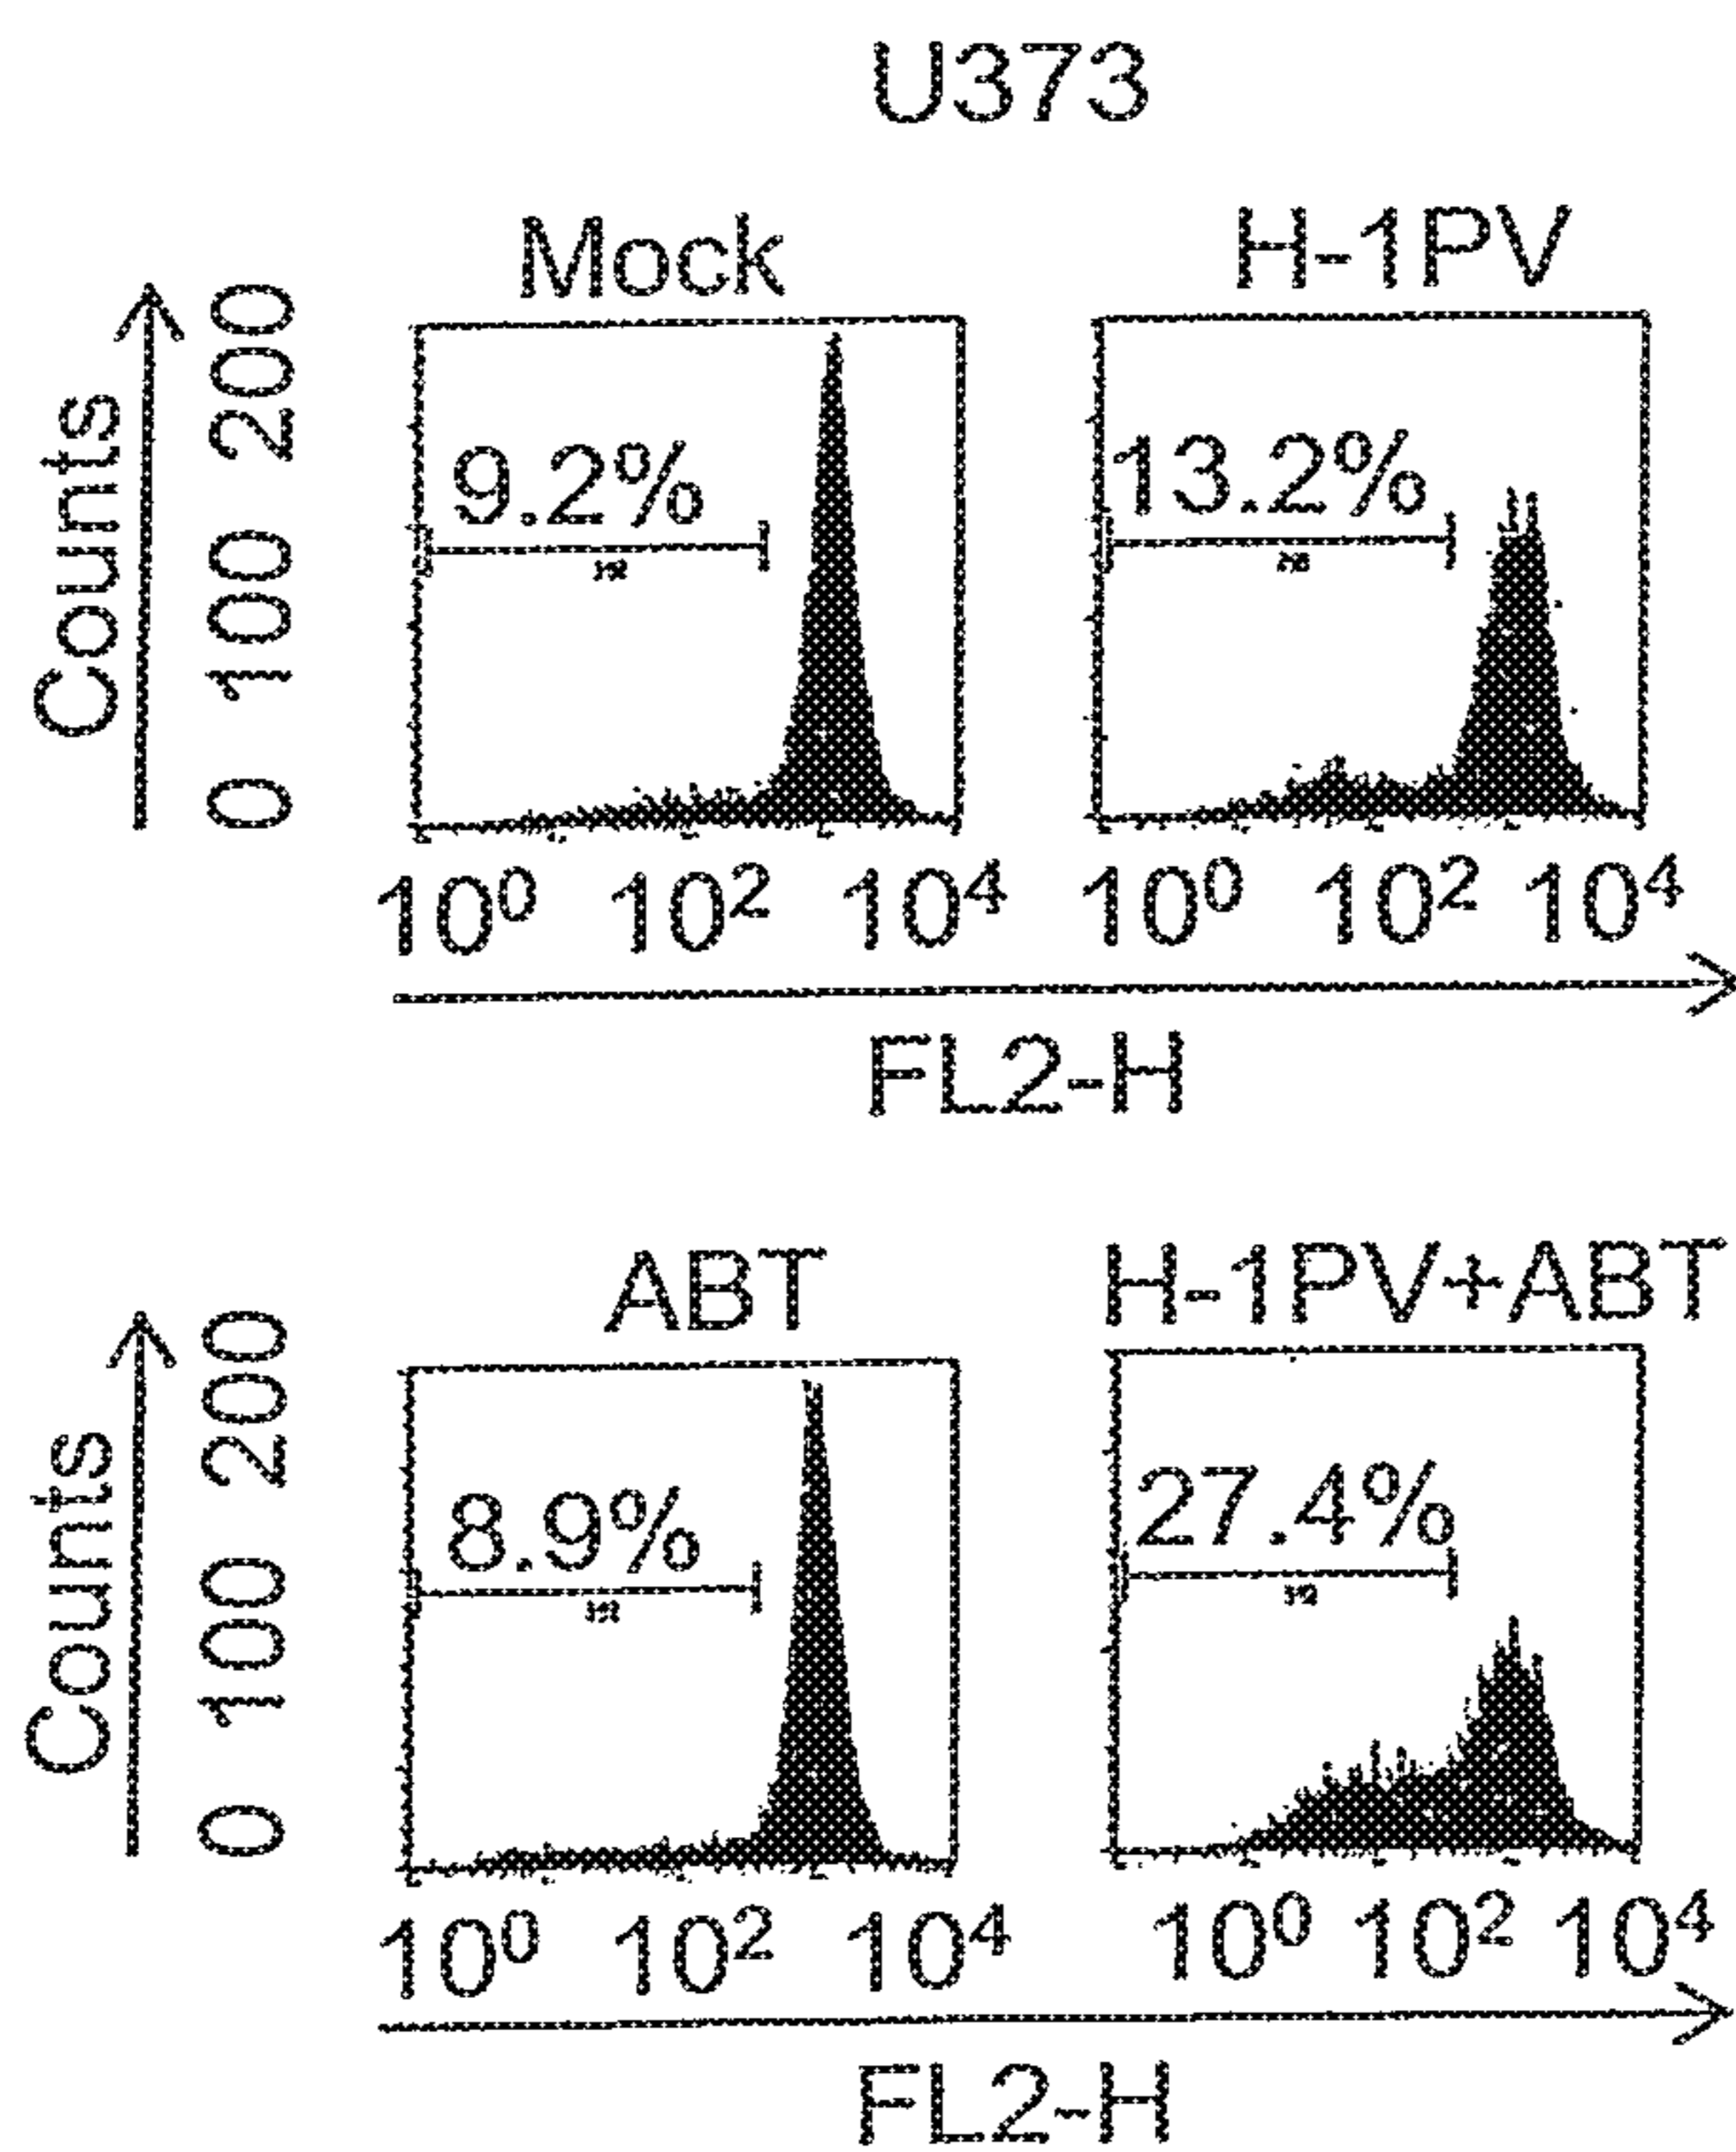 U373
Mock H-1PV
Counts
0 100 200
9.2% 13.2%
10⁰ 10² 10⁴ 10⁰ 10² 10⁴
FL2-H
ABT H-1PV+ABT
Counts
0 100 200
8.9% 27.4%
10⁰ 10² 10⁴ 10⁰ 10² 10⁴
FL2-H